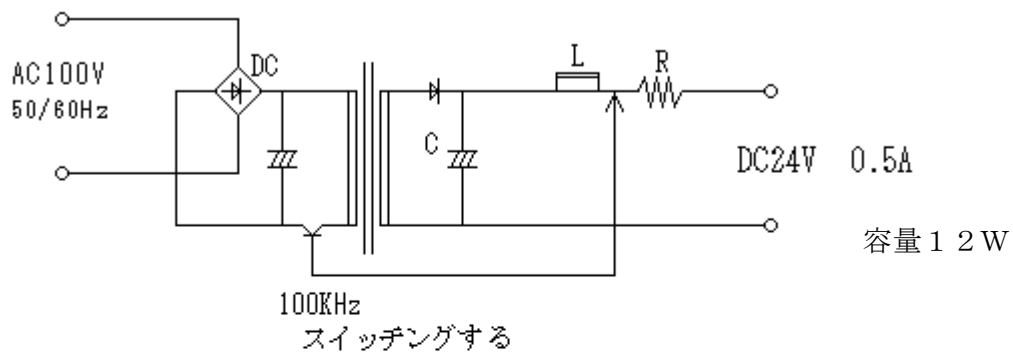 AC100V
50/60Hz
DC
C
L
R
DC24V 0.5A
容量１２W
100KHz
スイッチングする